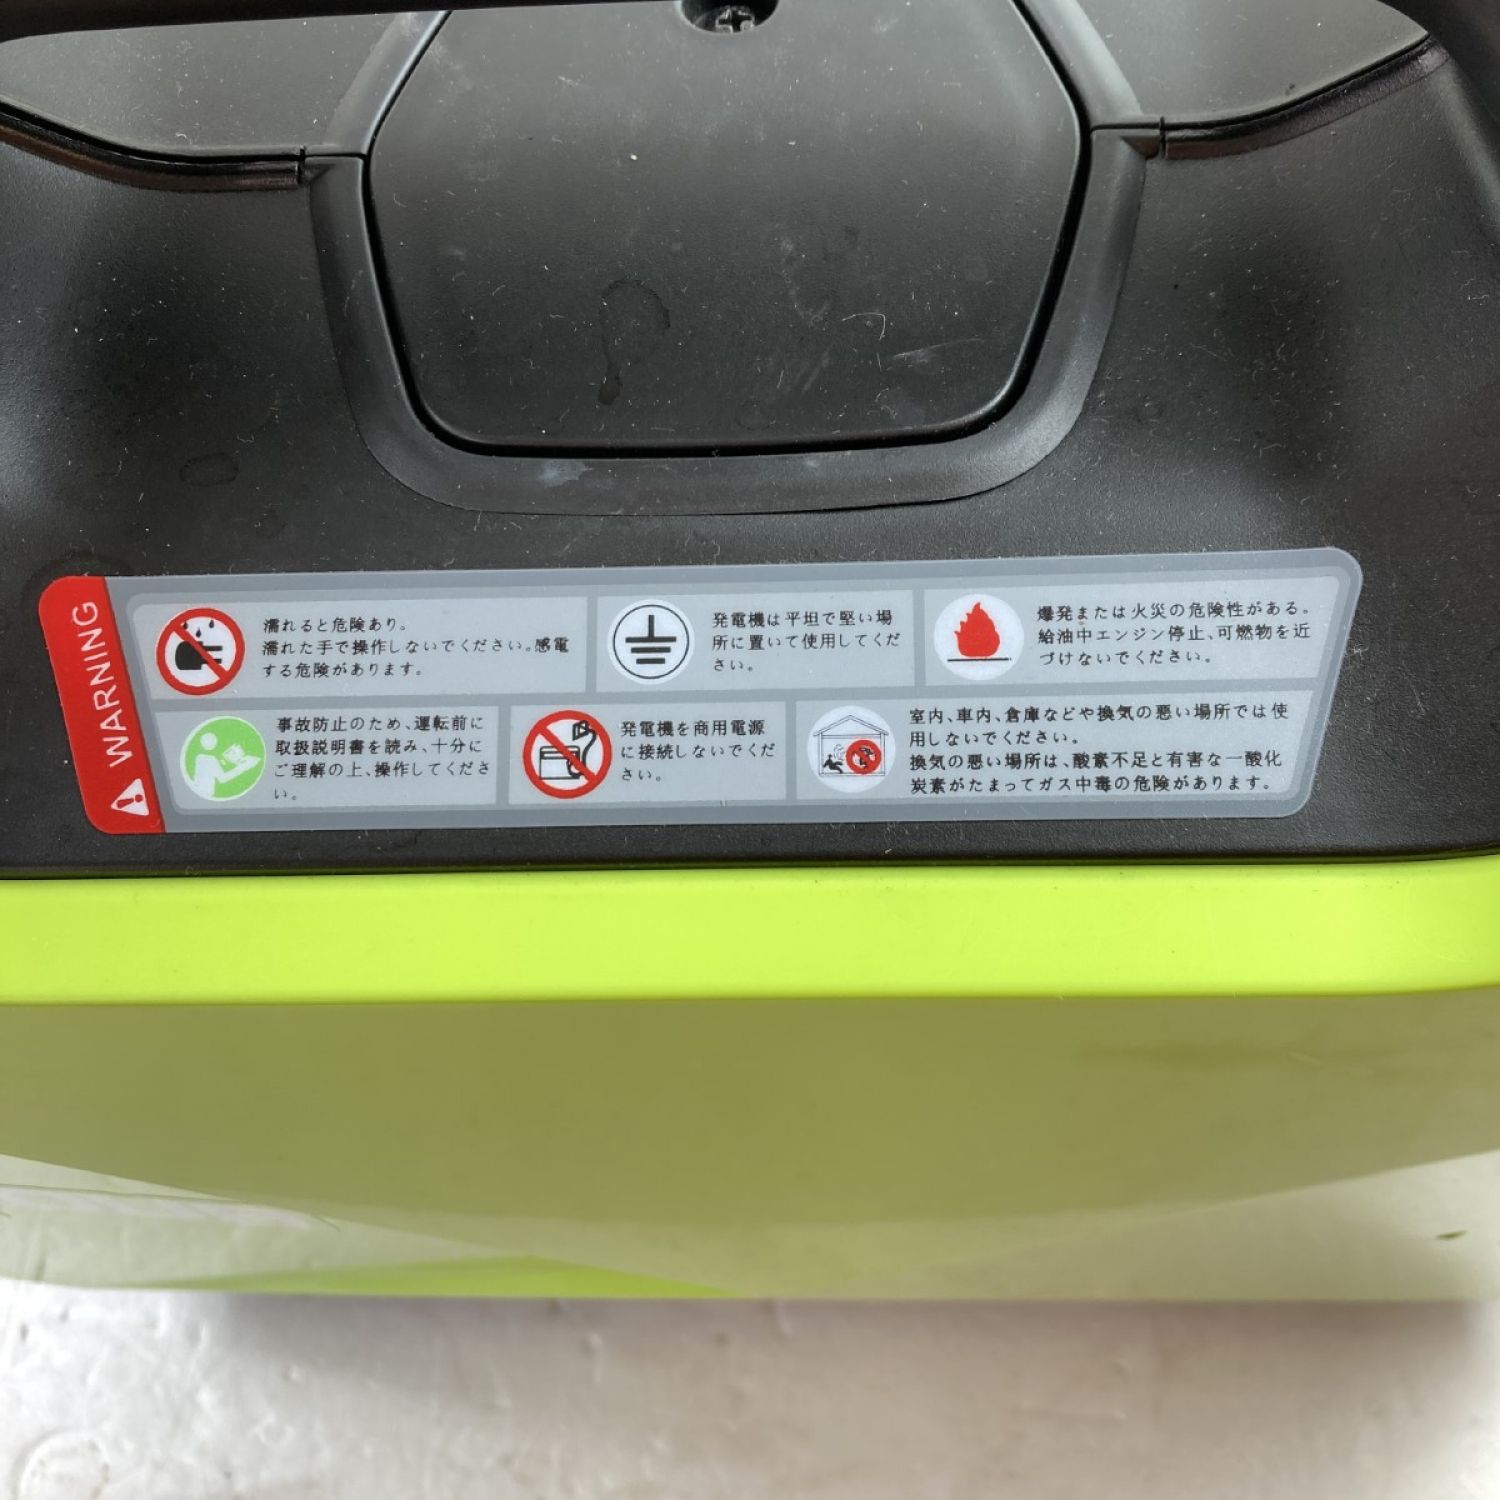 WARNING
濡れると危険あり。
濡れた手で操作しないでください。感電
する危険があります。
発電機は平坦で堅い場
所に置いて使用してくだ
さい。
爆発または火災の危険性がある。
給油中エンジン停止、可燃物を近
づけないでください。
事故防止のため、運転前に
取扱説明書を読み、十分に
ご理解の上、操作してくださ
い。
発電機を商用電源
に接続しないでくだ
さい。
室内、車内、倉庫などや換気の悪い場所では使
用しないでください。
換気の悪い場所は、酸素不足と有害な一酸化
炭素がたまってガス中毒の危険があります。